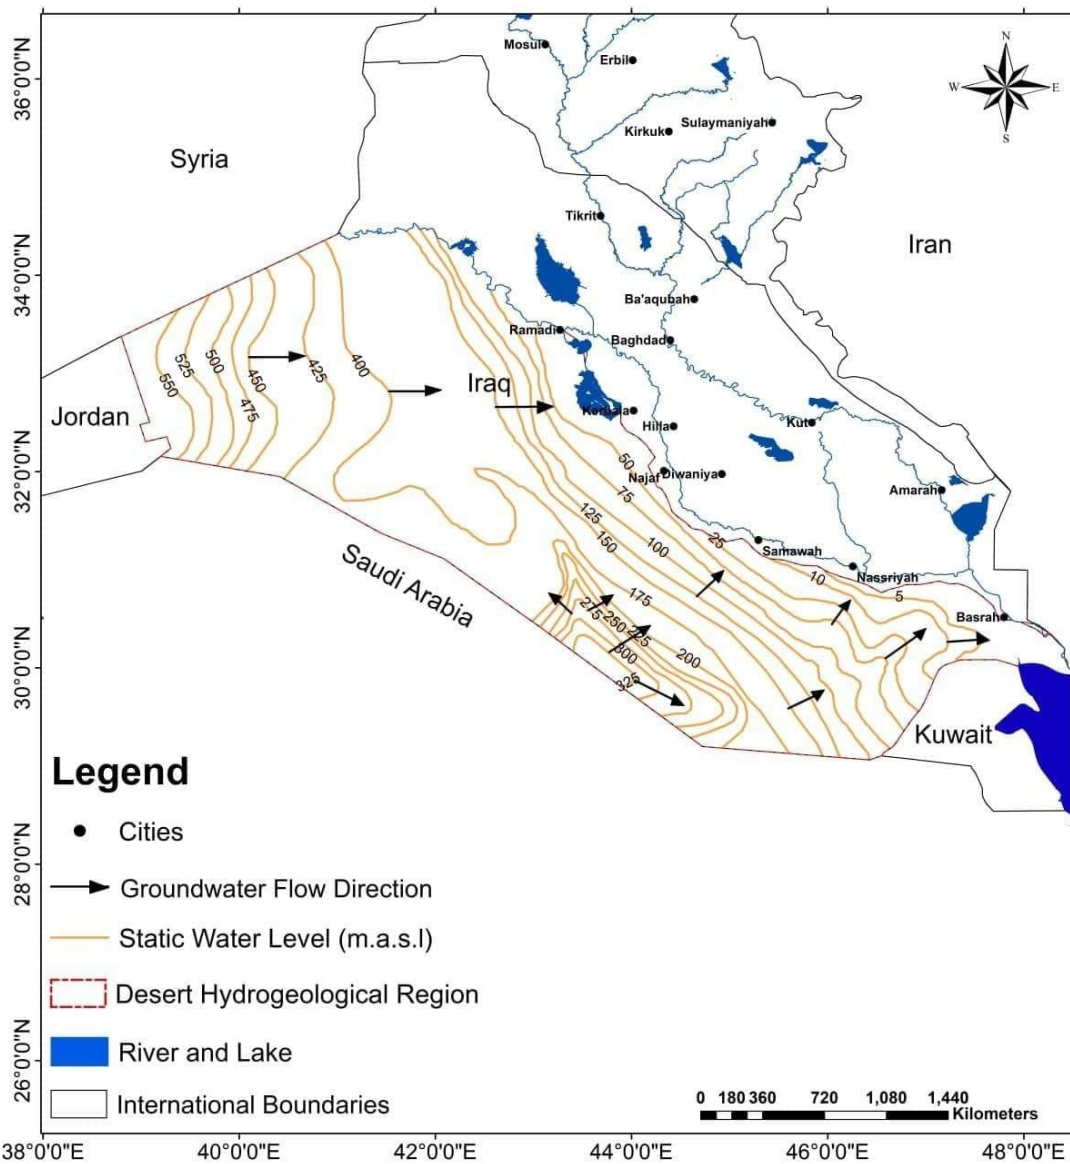 36°0'0"N
34°0'0"N
32°0'0"N
30°0'0"N
28°0'0"N
26°0'0"N
N
W
E
S
Mosul
Erbil
Kirkuk
Sulaymaniyah
Syria
Tikrit
Iran
Ba'aqubah
Ramadi
Baghdad
Iraq
Jordan
Kerbala
Hilla
Kut
Najaf
Diwaniya
Amarah
Samawah
Nassriyah
Basrah
Saudi Arabia
Kuwait
550
525
500
475
450
425
400
50
75
125
150
100
25
10
5
175
275
250
225
200
300
325
Legend
Cities
Groundwater Flow Direction
Static Water Level (m.a.s.l)
Desert Hydrogeological Region
River and Lake
International Boundaries
0 180 360 720 1,080 1,440
Kilometers
38°0'0"E 40°0'0"E 42°0'0"E 44°0'0"E 46°0'0"E 48°0'0"E